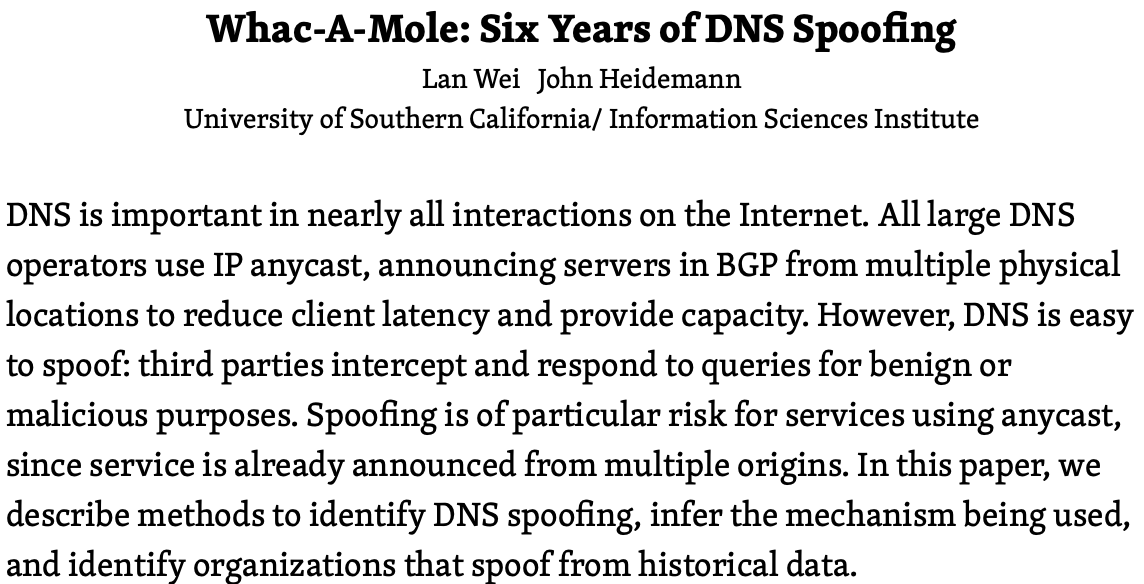 Whac-A-Mole: Six Years of DNS Spoofing
Lan Wei John Heidemann
University of Southern California/ Information Sciences Institute
DNS is important in nearly all interactions on the Internet. All large DNS
operators use IP anycast, announcing servers in BGP from multiple physical
locations to reduce client latency and provide capacity. However, DNS is easy
to spoof: third parties intercept and respond to queries for benign or
malicious purposes. Spoofing is of particular risk for services using anycast,
since service is already announced from multiple origins. In this paper, we
describe methods to identify DNS spoofing, infer the mechanism being used,
and identify organizations that spoof from historical data.